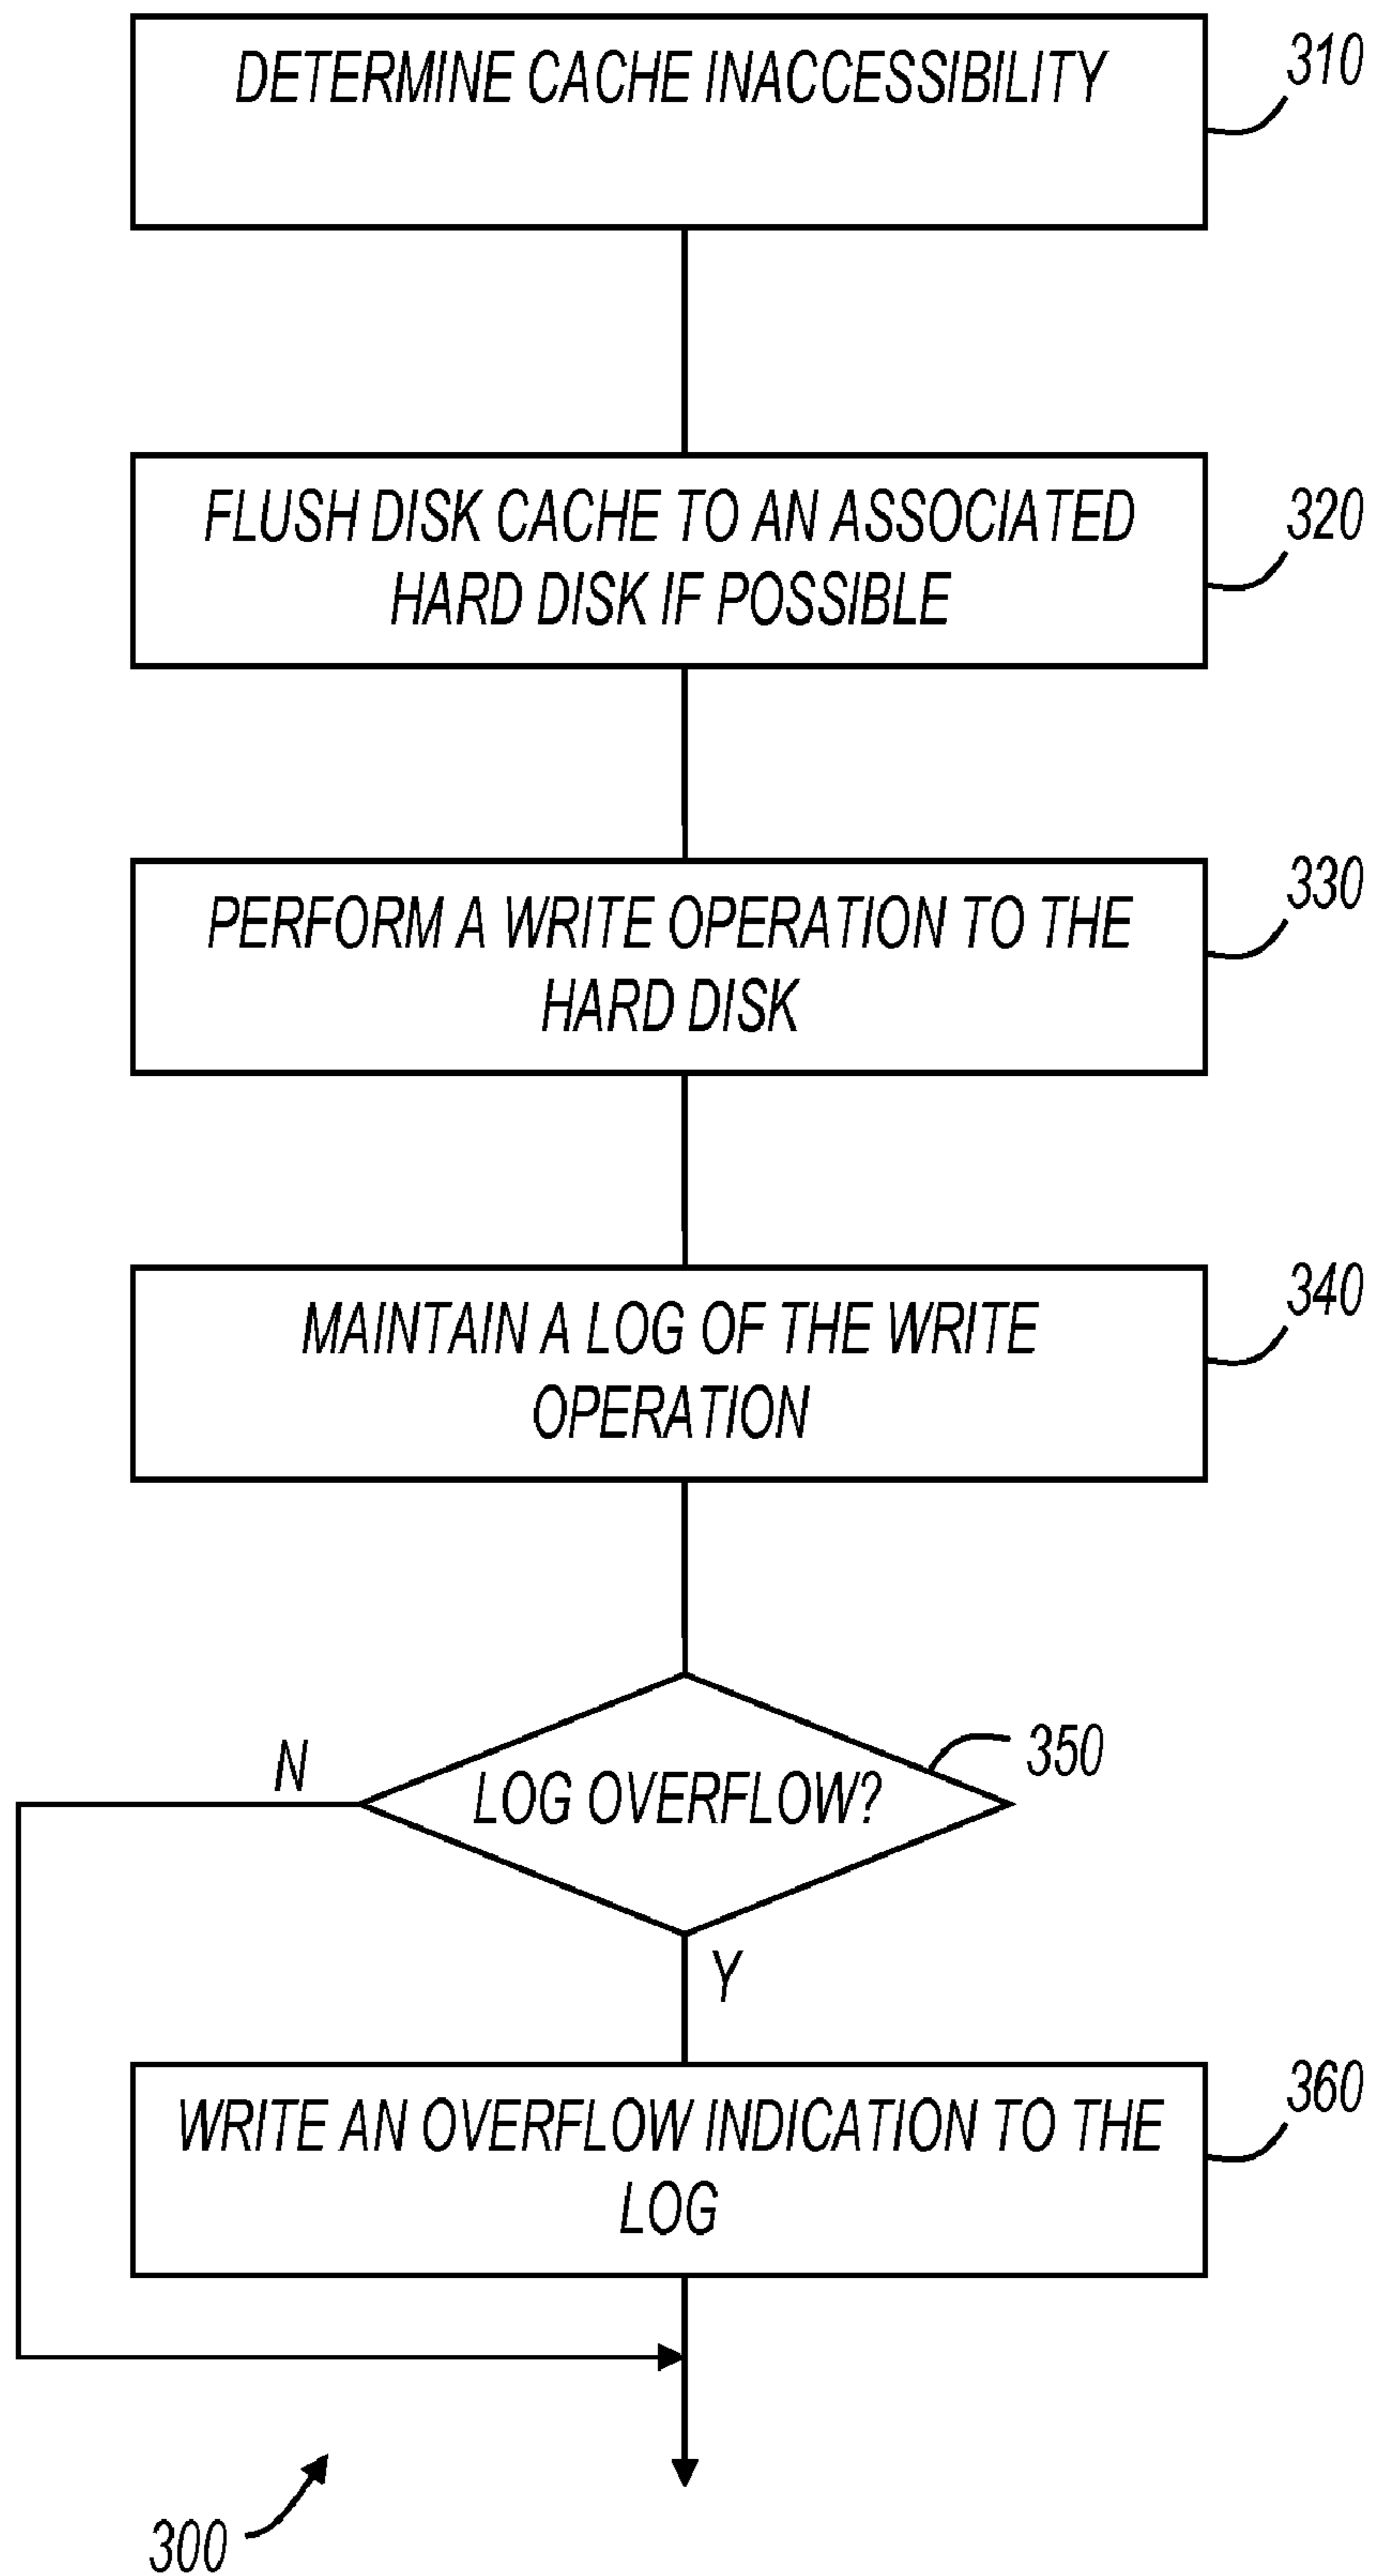 DETERMINE CACHE INACCESSIBILITY
310
FLUSH DISK CACHE TO AN ASSOCIATED
HARD DISK IF POSSIBLE
320
PERFORM A WRITE OPERATION TO THE
HARD DISK
330
MAINTAIN A LOG OF THE WRITE
OPERATION
340
N
LOG OVERFLOW?
350
Y
WRITE AN OVERFLOW INDICATION TO THE
LOG
360
300